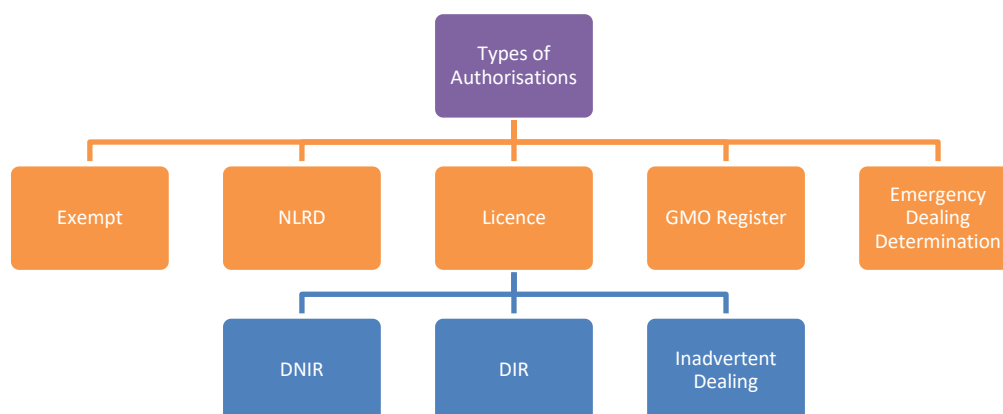 Types of
Authorisations
Exempt
NLRD
Licence
GMO Register
Emergency
Dealing
Determination
DNIR
DIR
Inadvertent
Dealing